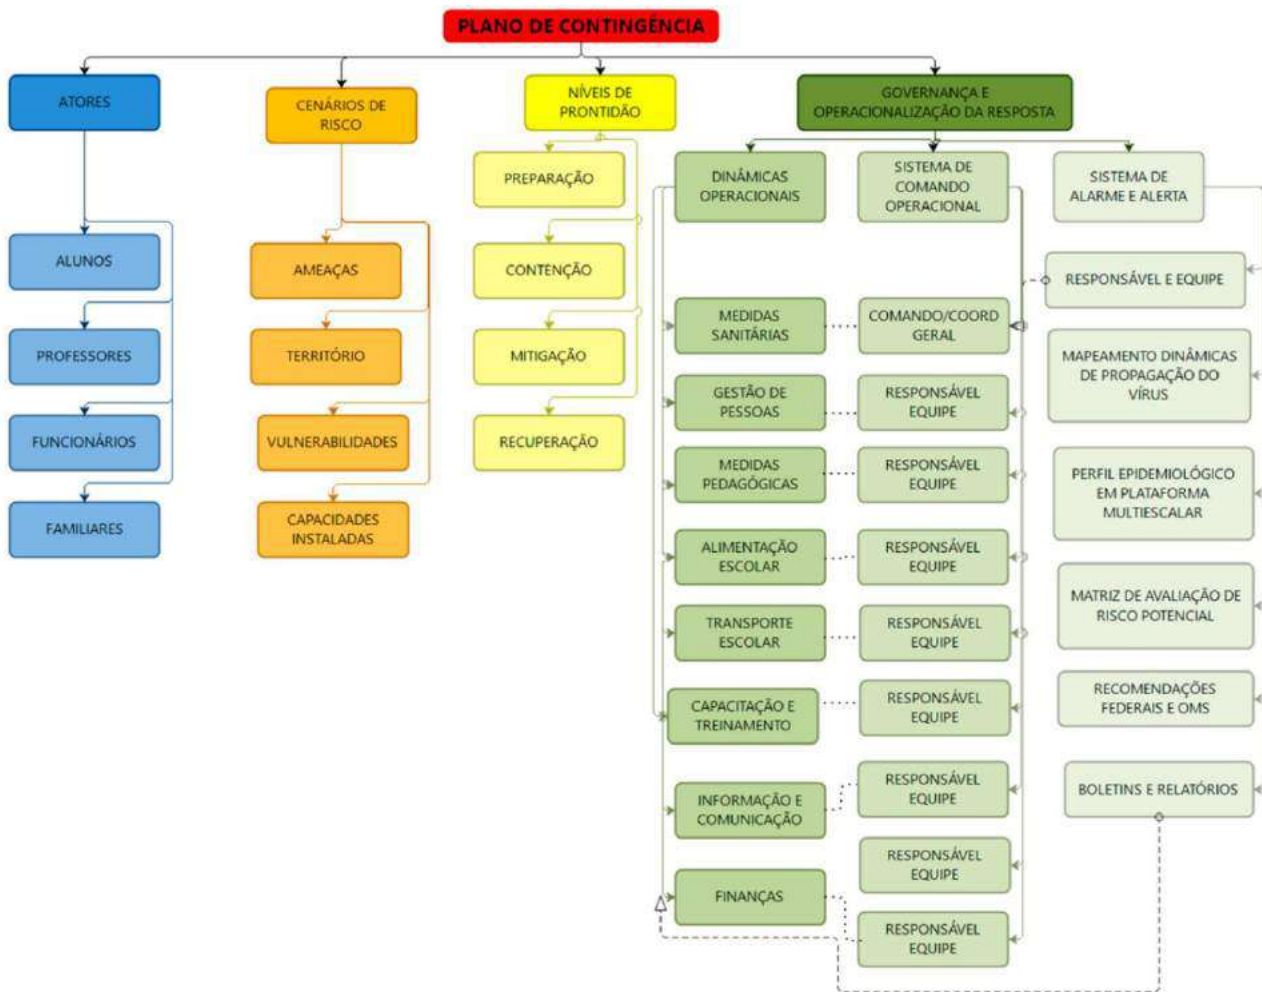 PLANO DE CONTINGÊNCIA
ATORES
CENÁRIOS DE
RISCO
NÍVEIS DE
PRONTIDÃO
GOVERNANÇA E
OPERACIONALIZAÇÃO DA RESPOSTA
ALUNOS
PROFESSORES
FUNCIONÁRIOS
FAMILIARES
AMEAÇAS
TERRITÓRIO
VULNERABILIDADES
CAPACIDADES
INSTALADAS
PREPARAÇÃO
CONTENÇÃO
MITIGAÇÃO
RECUPERAÇÃO
DINÂMICAS
OPERACIONAIS
MEDIDAS
SANITÁRIAS
GESTÃO DE
PESSOAS
MEDIDAS
PEDAGÓGICAS
ALIMENTAÇÃO
ESCOLAR
TRANSPORTE
ESCOLAR
CAPACITAÇÃO E
TREINAMENTO
INFORMAÇÃO E
COMUNICAÇÃO
FINANÇAS
SISTEMA DE
COMANDO
OPERACIONAL
COMANDO/COORD
GERAL
RESPONSÁVEL
EQUIPE
RESPONSÁVEL
EQUIPE
RESPONSÁVEL
EQUIPE
RESPONSÁVEL
EQUIPE
RESPONSÁVEL
EQUIPE
RESPONSÁVEL
EQUIPE
RESPONSÁVEL
EQUIPE
RESPONSÁVEL
EQUIPE
SISTEMA DE
ALARME E ALERTA
RESPONSÁVEL E EQUIPE
MAPEAMENTO DINÂMICAS
DE PROPAGAÇÃO DO
VÍRUS
PERFIL EPIDEMIOLÓGICO
EM PLATAFORMA
MULTIESCALAR
MATRIZ DE AVALIAÇÃO DE
RISCO POTENCIAL
RECOMENDAÇÕES
FEDERAIS E OMS
BOLETINS E RELATÓRIOS